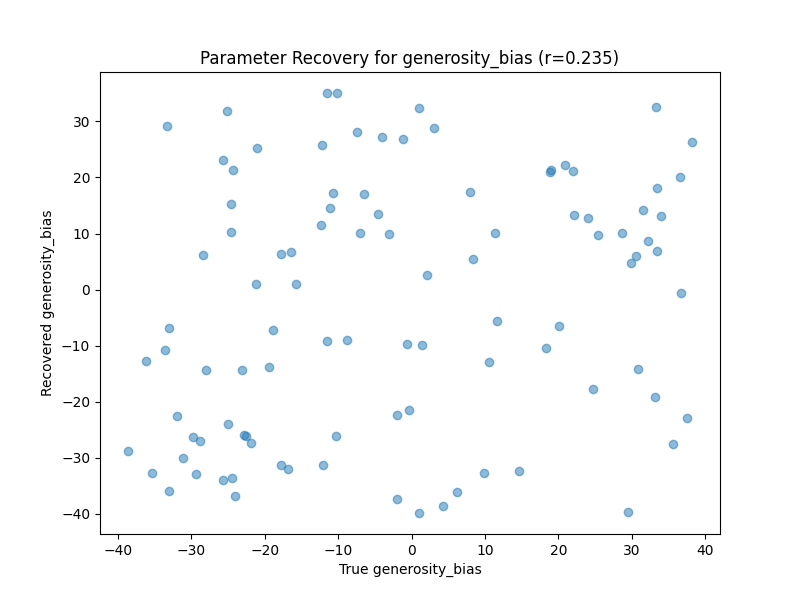 Parameter Recovery for generosity_bias (r=0.235)
Recovered generosity_bias
30
20
10
0
−10
−20
−30
−40
−40 −30 −20 −10 0 10 20 30 40
True generosity_bias